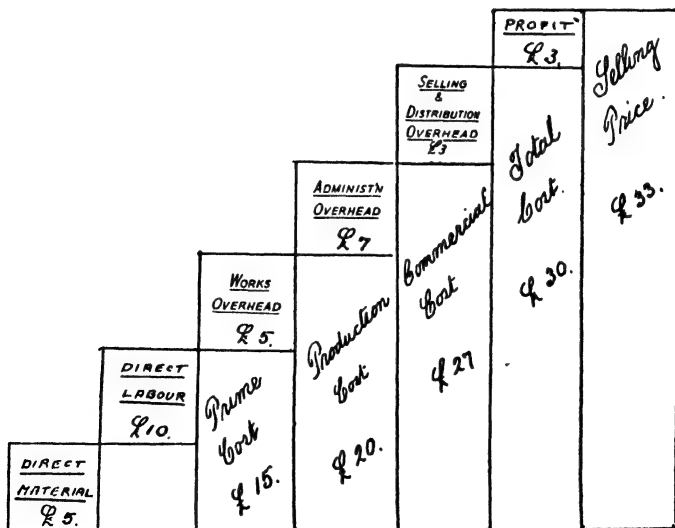 PROFIT
£3.
Selling
Price.
£33.
SELLING
&
DISTRIBUTION
OVERHEAD
£3
Total
Cost.
£30.
ADMINIST'N
OVERHEAD
£7
Commercial
Cost
£27
WORKS
OVERHEAD
£5.
Production
Cost
£20.
DIRECT
LABOUR
£10.
Prime
Cost
£15.
DIRECT
MATERIAL
£5.